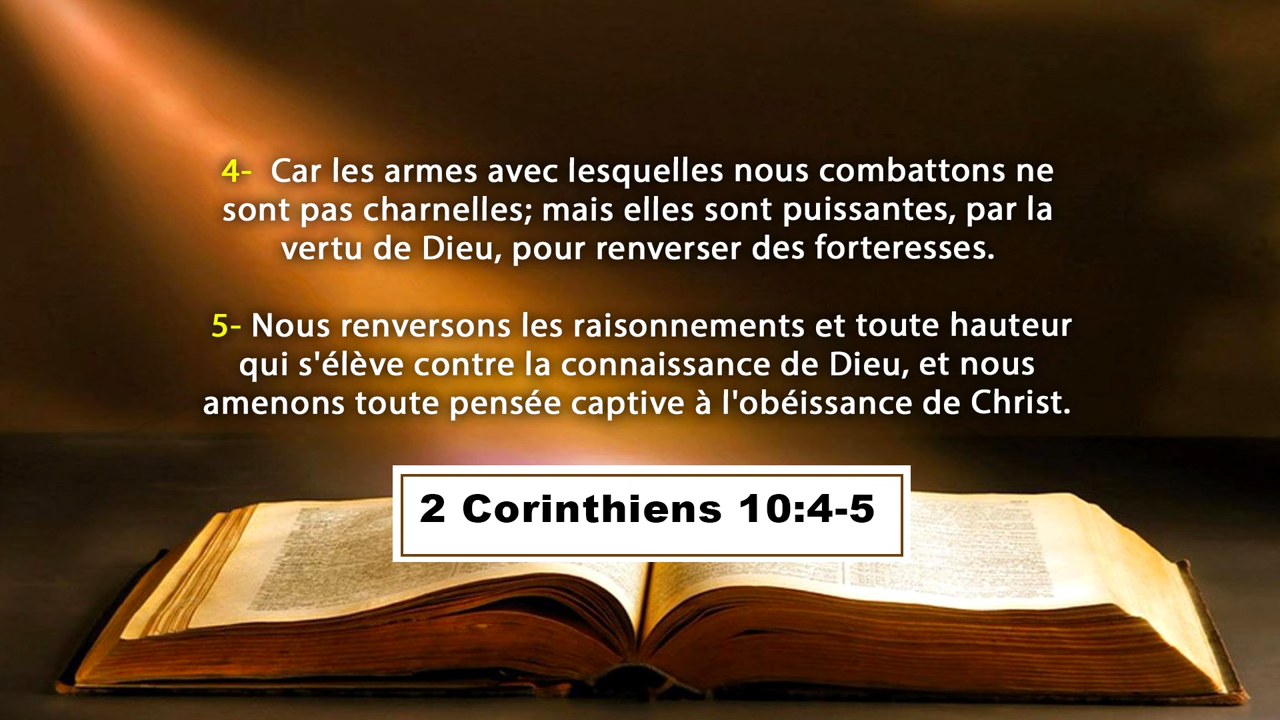 4- Car les armes avec lesquelles nous combattons ne
sont pas charnelles; mais elles sont puissantes, par la
vertu de Dieu, pour renverser des forteresses.
5- Nous renversons les raisonnements et toute hauteur
qui s'élève contre la connaissance de Dieu, et nous
amenons toute pensée captive à l'obéissance de Christ.
2 Corinthiens 10:4-5